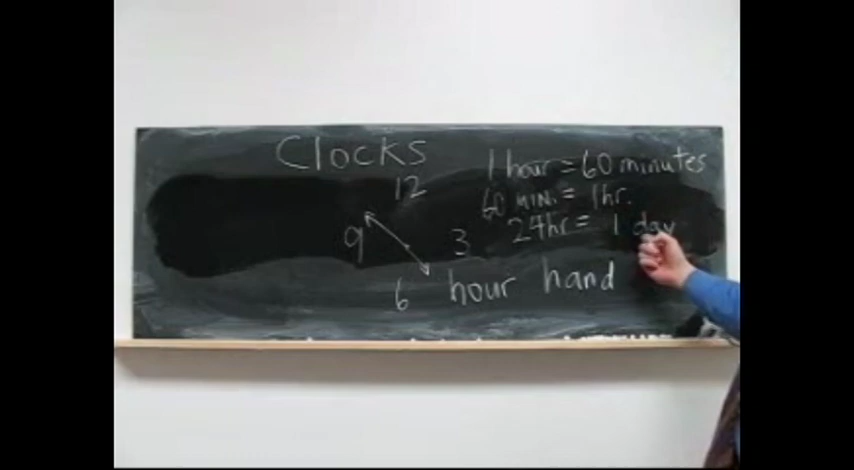 Clocks
12
9
3
6
hour hand
1 hour = 60 minutes
60 MIN. = 1hr.
24hr = 1 day